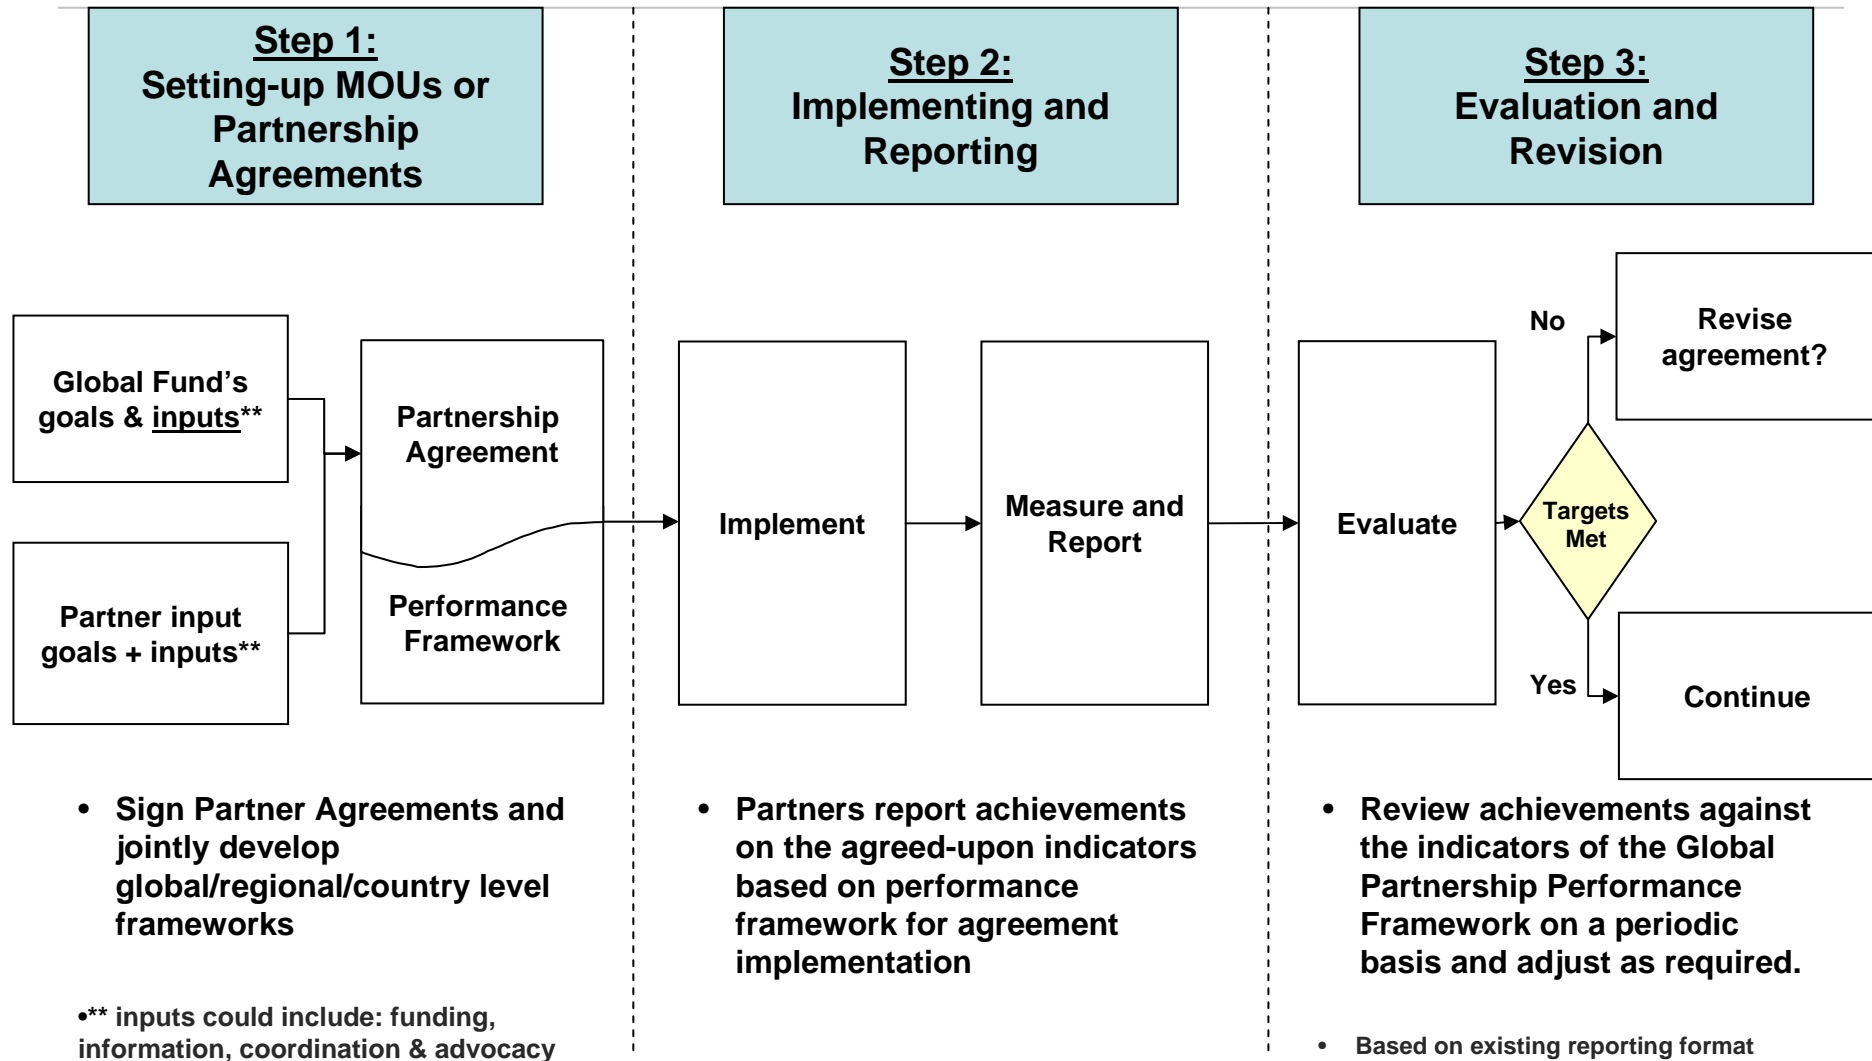 Step 1:
Setting-up MOUs or
Partnership
Agreements
Step 2:
Implementing and
Reporting
Step 3:
Evaluation and
Revision
Global Fund’s
goals & inputs**
Partner input
goals + inputs**
Partnership
Agreement
Performance
Framework
Implement
Measure and
Report
Evaluate
Targets
Met
No
Revise
agreement?
Yes
Continue
• Sign Partner Agreements and
jointly develop
global/regional/country level
frameworks
•** inputs could include: funding,
information, coordination & advocacy
• Partners report achievements
on the agreed-upon indicators
based on performance
framework for agreement
implementation
• Review achievements against
the indicators of the Global
Partnership Performance
Framework on a periodic
basis and adjust as required.
• Based on existing reporting format